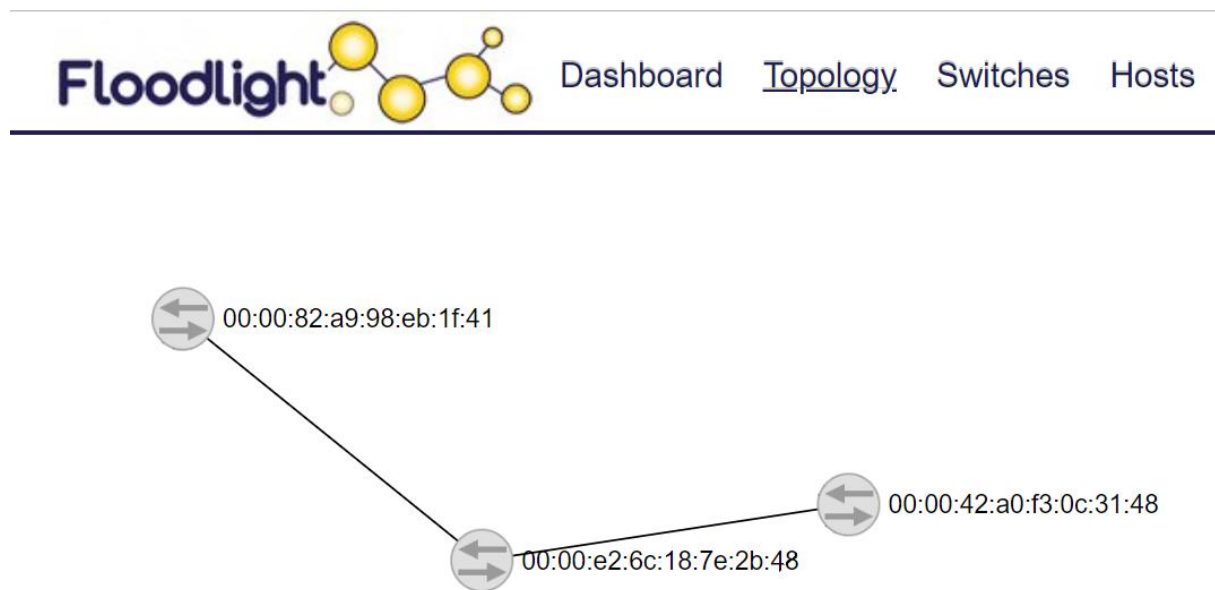 Floodlight Dashboard Topology Switches Hosts
00:00:82:a9:98:eb:1f:41
00:00:42:a0:f3:0c:31:48
00:00:e2:6c:18:7e:2b:48